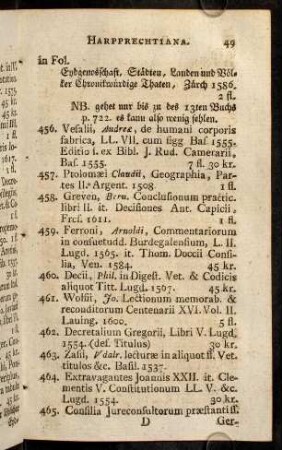 HARPPRECHTIANA. 49
in Fol.
Eydgenosschaft, Städten, Landen und Völ-
ker Chronikwürdige Thaten, Zürch 1586.
2 fl.
NB. gehet nur bis zu des 13ten Buchs
p. 722. es kann also wenig fehlen.
456. Vesalii, Andreæ, de humani corporis
fabrica, LL. VII. cum figg Bas 1555.
Editio 1. ex Bibl. J. Rud. Camerarii,
Bas. 1555. 7 fl. 30 kr.
457. Ptolomæi Claudii, Geographia, Par-
tes II. Argent. 1508. 1 fl.
458. Greven, Bern. Conclusionum practic.
libri II. it. Decisiones Ant. Capicii,
Frcf. 1611. 1 fl.
459. Ferroni, Arnoldi, Commentariorum
in consuetudd. Burdegalensium, L. II.
Lugd. 1565. it. Thom. Doccii Consi-
lia, Ven. 1584. 45 kr.
460. Decii, Phil. in Digest. Vet. & Codicis
aliquot Titt. Lugd. 1567. 45 kr.
461. Wolfii, Jo. Lectionum memorab. &
reconditorum Centenarii XVI. Vol. II.
Lauing. 1600. 5 fl.
462. Decretalium Gregorii, Libri V. Lugd.
1554. (des. Titulus) 30 kr.
463. Zasii, Vdalr. lecturæ in aliquot ff. Vet.
titulos &c. Basil. 1537.
464. Extravagantes Joannis XXII. it. Cle-
mentis V. Constitutionum LL. V. &c.
Lugd. 1554. 30 kr.
465. Consilia jureconsultorum præstantiss.
D Ger-